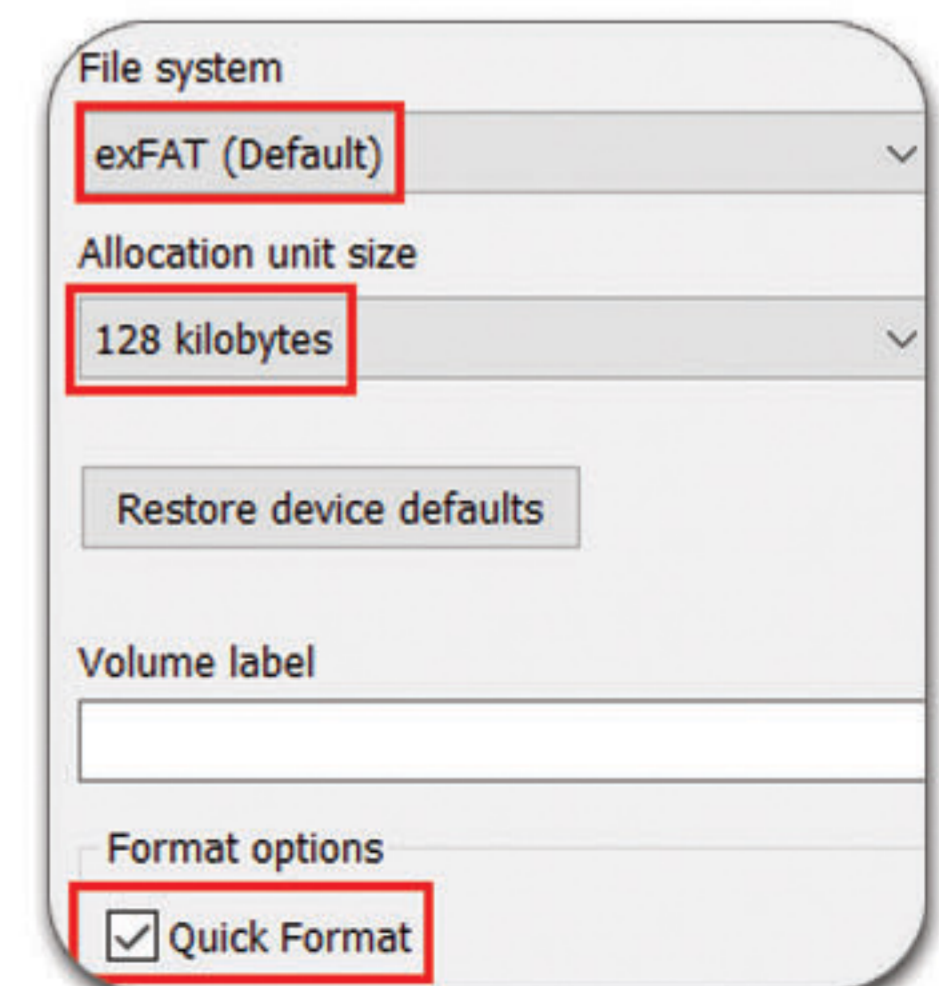 File system
exFAT (Default)
Allocation unit size
128 kilobytes
Restore device defaults
Volume label
Format options
Quick Format